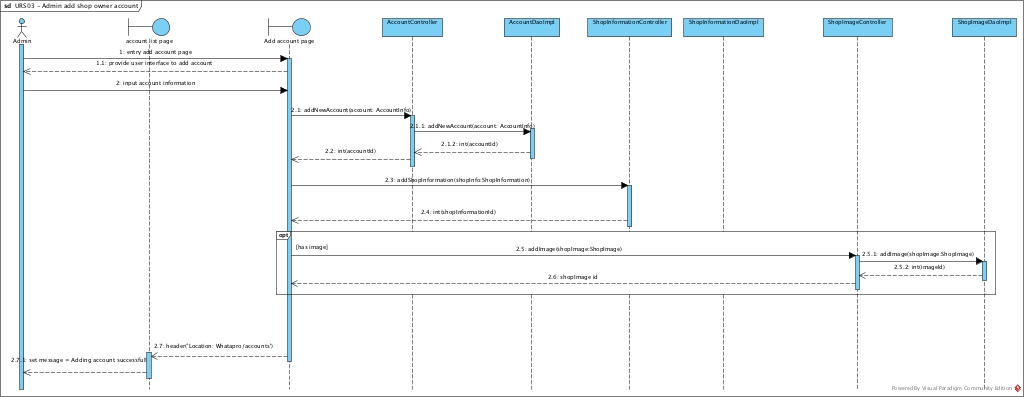 sd URS03 - Admin add shop owner account
Admin
account list page
Add account page
AccountController
AccountDaoImpl
ShopInformationController
ShopInformationDaoImpl
ShopImageController
ShopImageDaoImpl
1: entry add account page
1.1: provide user interface to add account
2: input account information
2.1: addNewAccount(account: AccountInfo)
2.1.1: addNewAccount(account: AccountInfo)
2.1.2: int(accountId)
2.2: int(accountId)
2.3: addShopInformation(shopInfo:ShopInformation)
2.4: int(shopInformationId)
opt
[has image]
2.5: addImage(shopImage:ShopImage)
2.5.1: addImage(shopImage:ShopImage)
2.5.2: int(imageId)
2.6: shopImage id
2.7: header('Location: Whatapro/accounts')
2.7.1: set message = Adding account successful
Powered By Visual Paradigm Community Edition